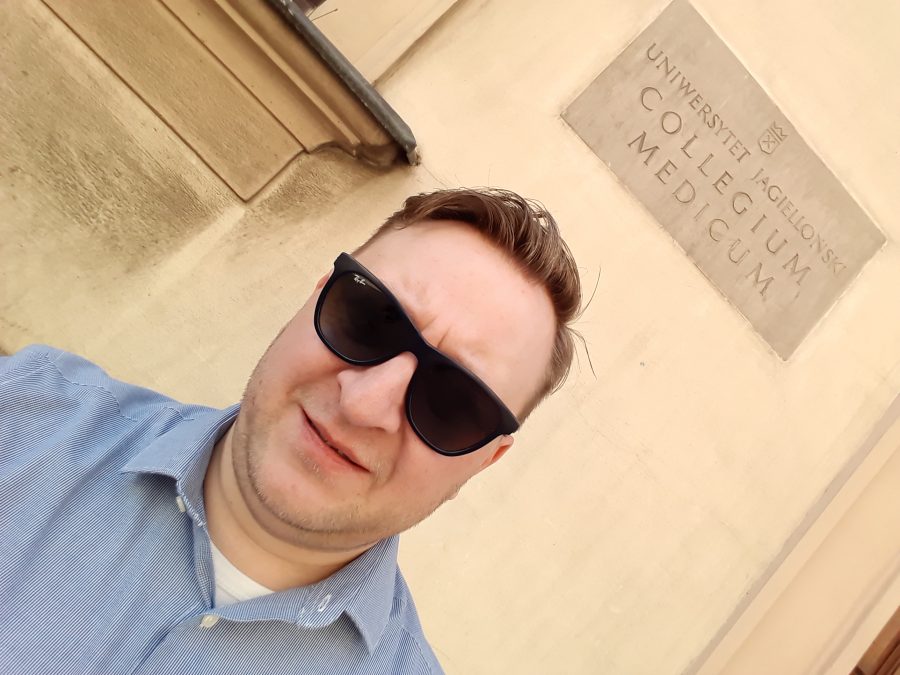 UNIWERSYTET JAGIELLOŃSKI
COLLEGIUM
MEDICUM
Ray-Ban